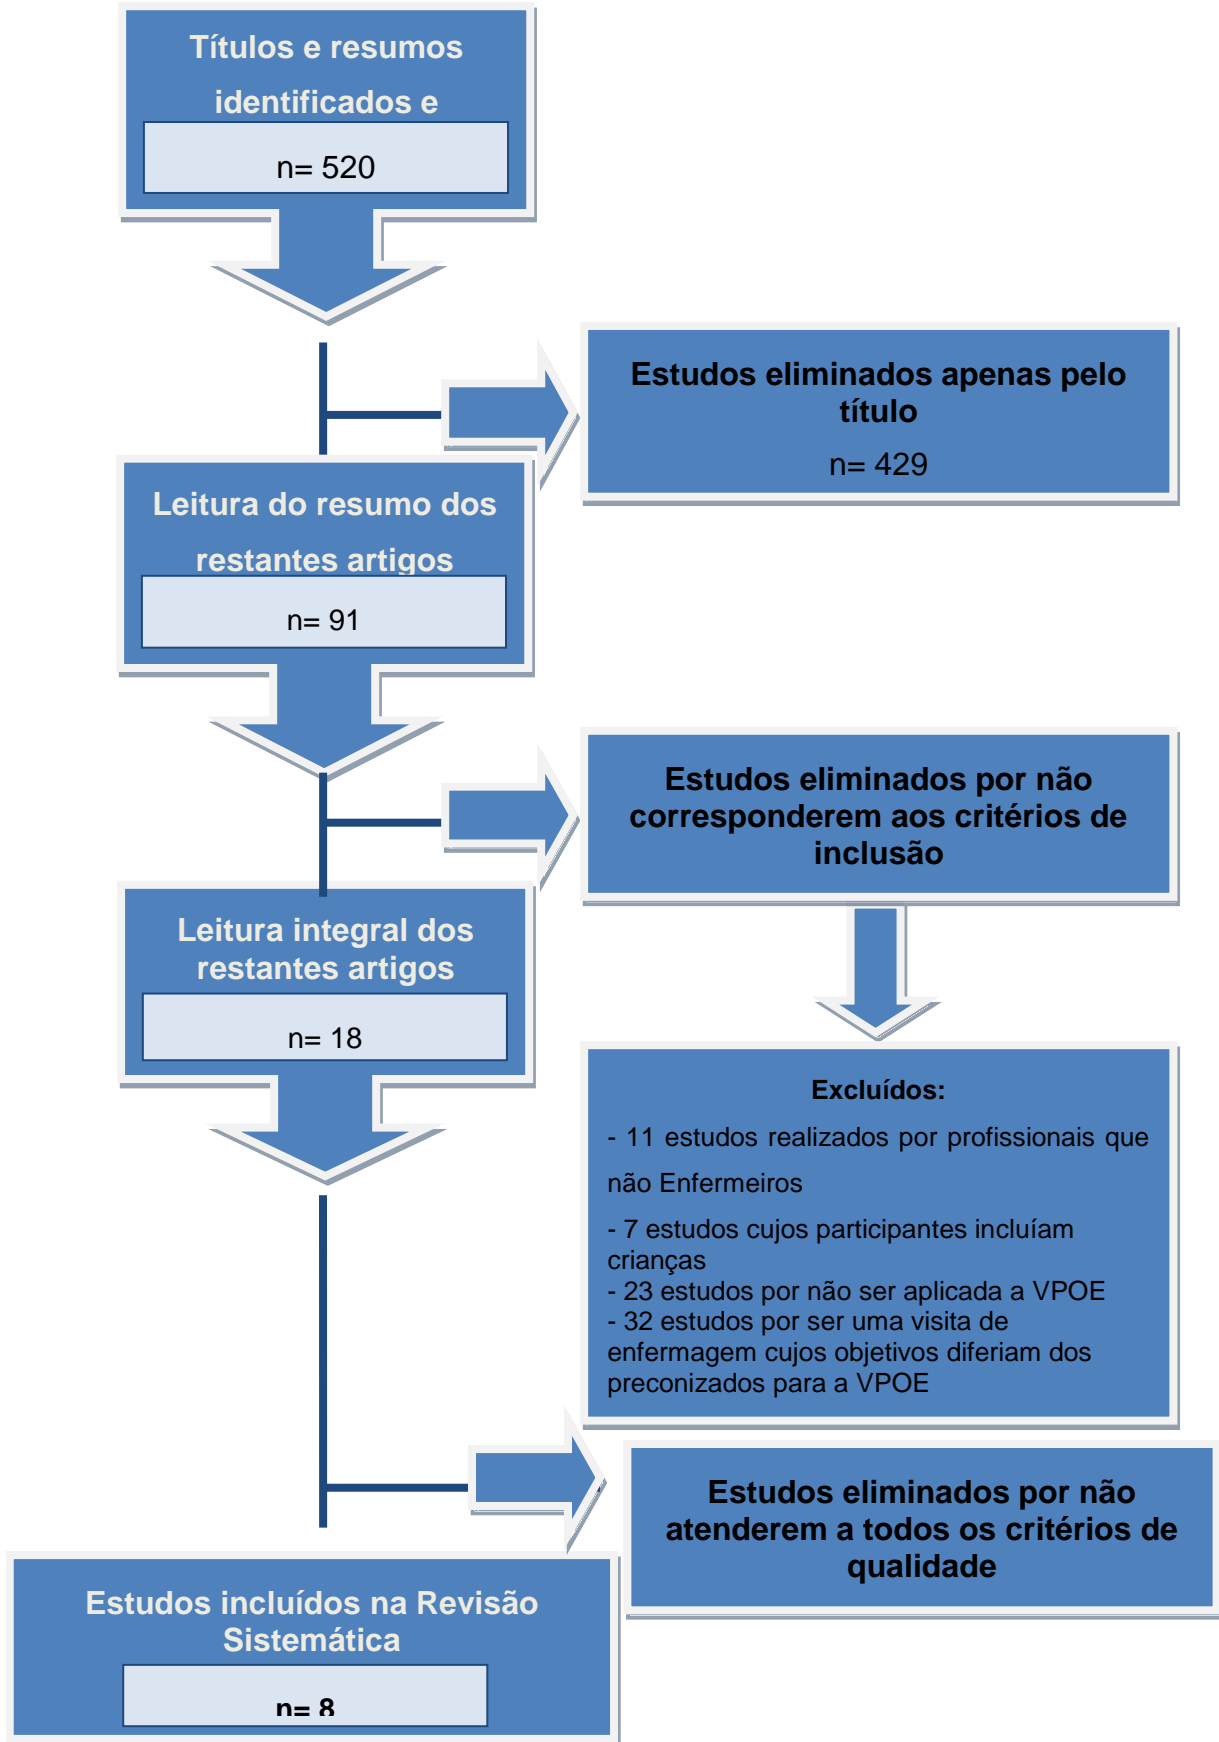 Títulos e resumos
identificados e
n= 520
Estudos eliminados apenas pelo
título
n= 429
Leitura do resumo dos
restantes artigos
n= 91
Estudos eliminados por não
corresponderem aos critérios de
inclusão
Leitura integral dos
restantes artigos
n= 18
Excluídos:
- 11 estudos realizados por profissionais que
não Enfermeiros
- 7 estudos cujos participantes incluíam
crianças
- 23 estudos por não ser aplicada a VPOE
- 32 estudos por ser uma visita de
enfermagem cujos objetivos diferiam dos
preconizados para a VPOE
Estudos eliminados por não
atenderem a todos os critérios de
qualidade
Estudos incluídos na Revisão
Sistemática
n= 8